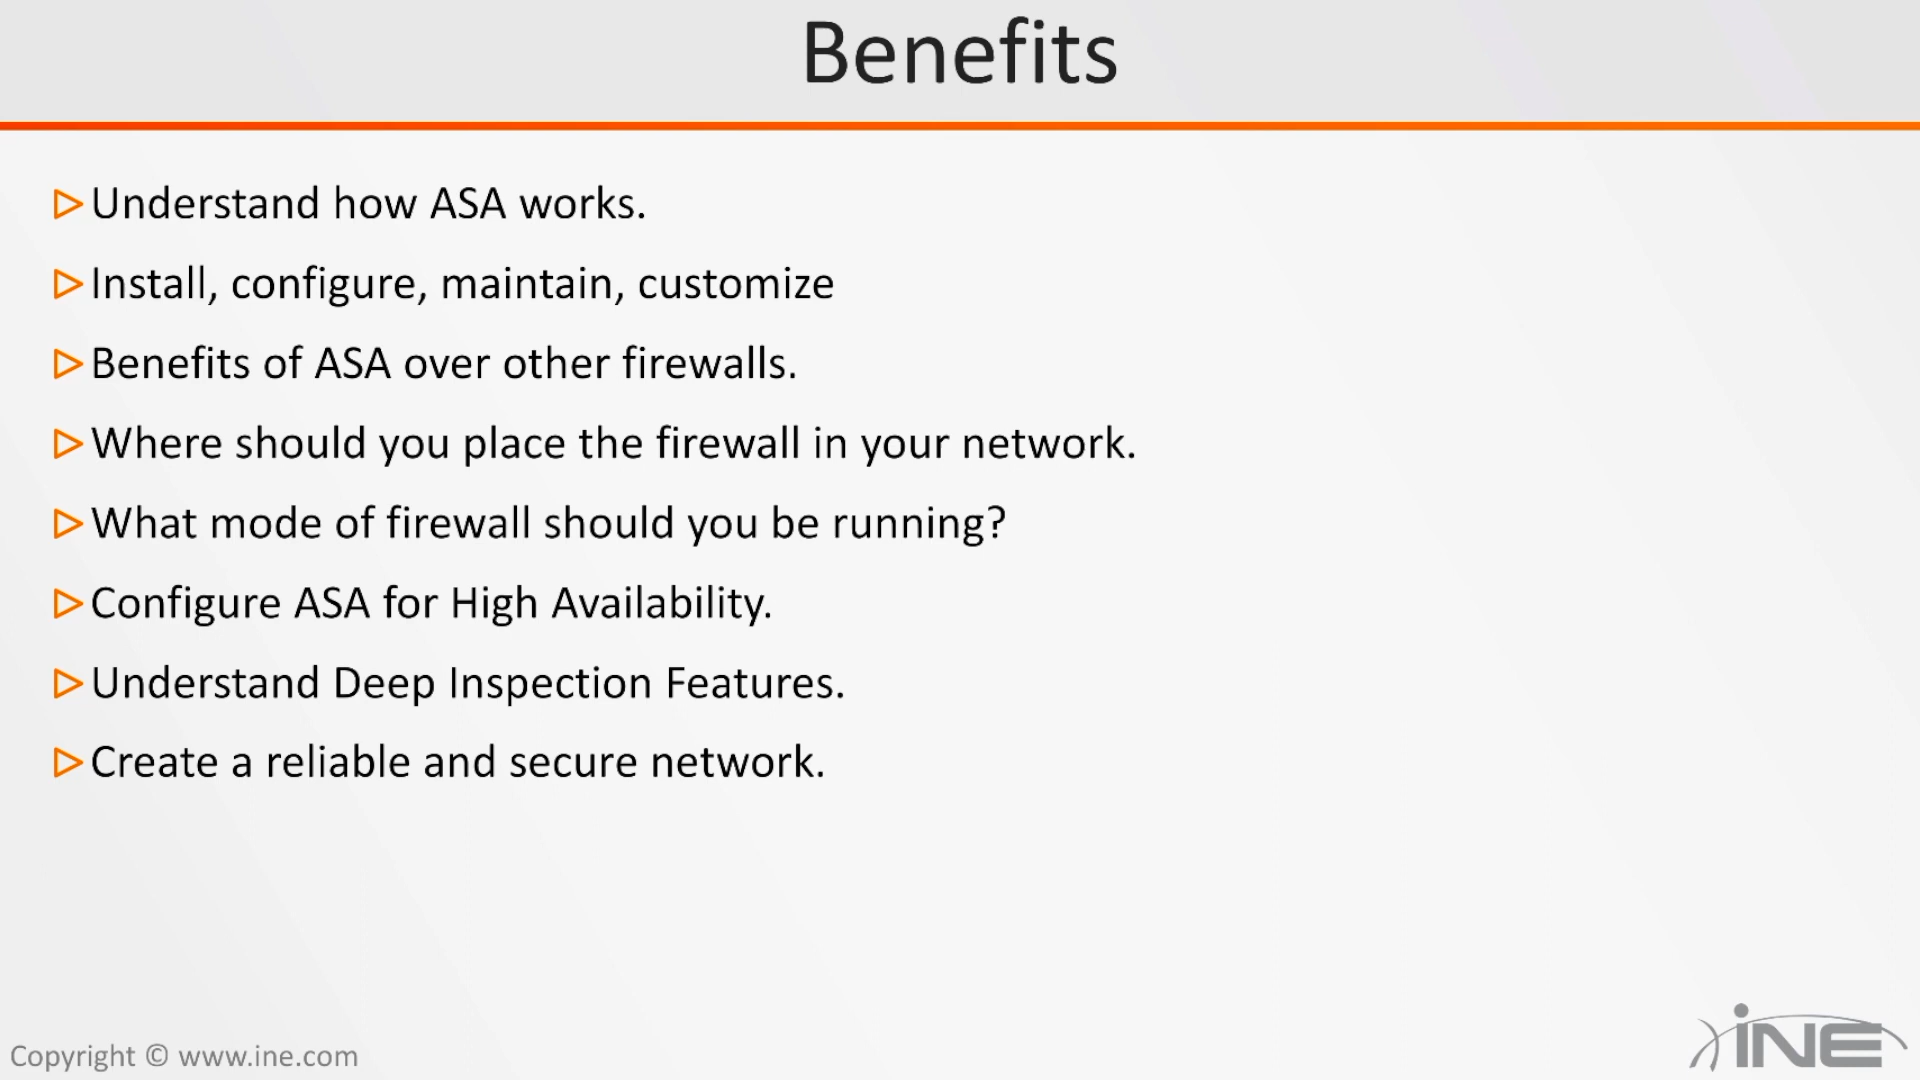 Benefits
Understand how ASA works.
Install, configure, maintain, customize
Benefits of ASA over other firewalls.
Where should you place the firewall in your network.
What mode of firewall should you be running?
Configure ASA for High Availability.
Understand Deep Inspection Features.
Create a reliable and secure network.
Copyright © www.ine.com
iNE